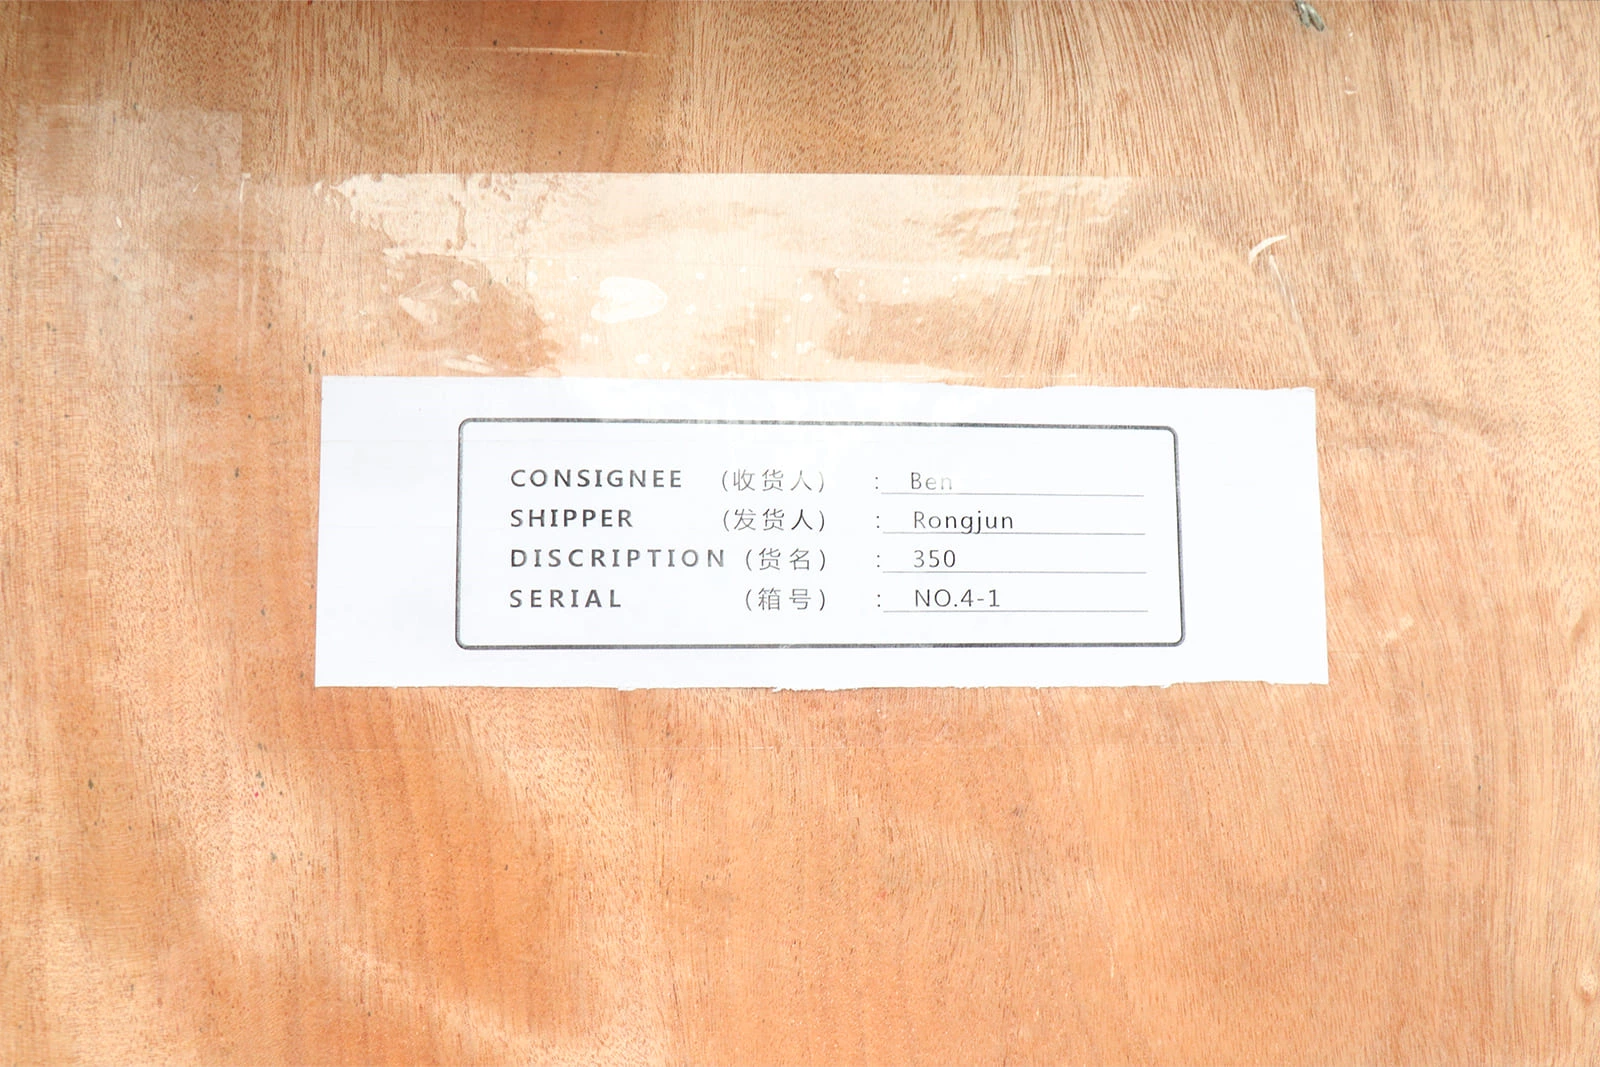 CONSIGNEE (收货人) : Ben
SHIPPER (发货人) : Rongjun
DISCRIPTION (货名) : 350
SERIAL (箱号) : NO.4-1